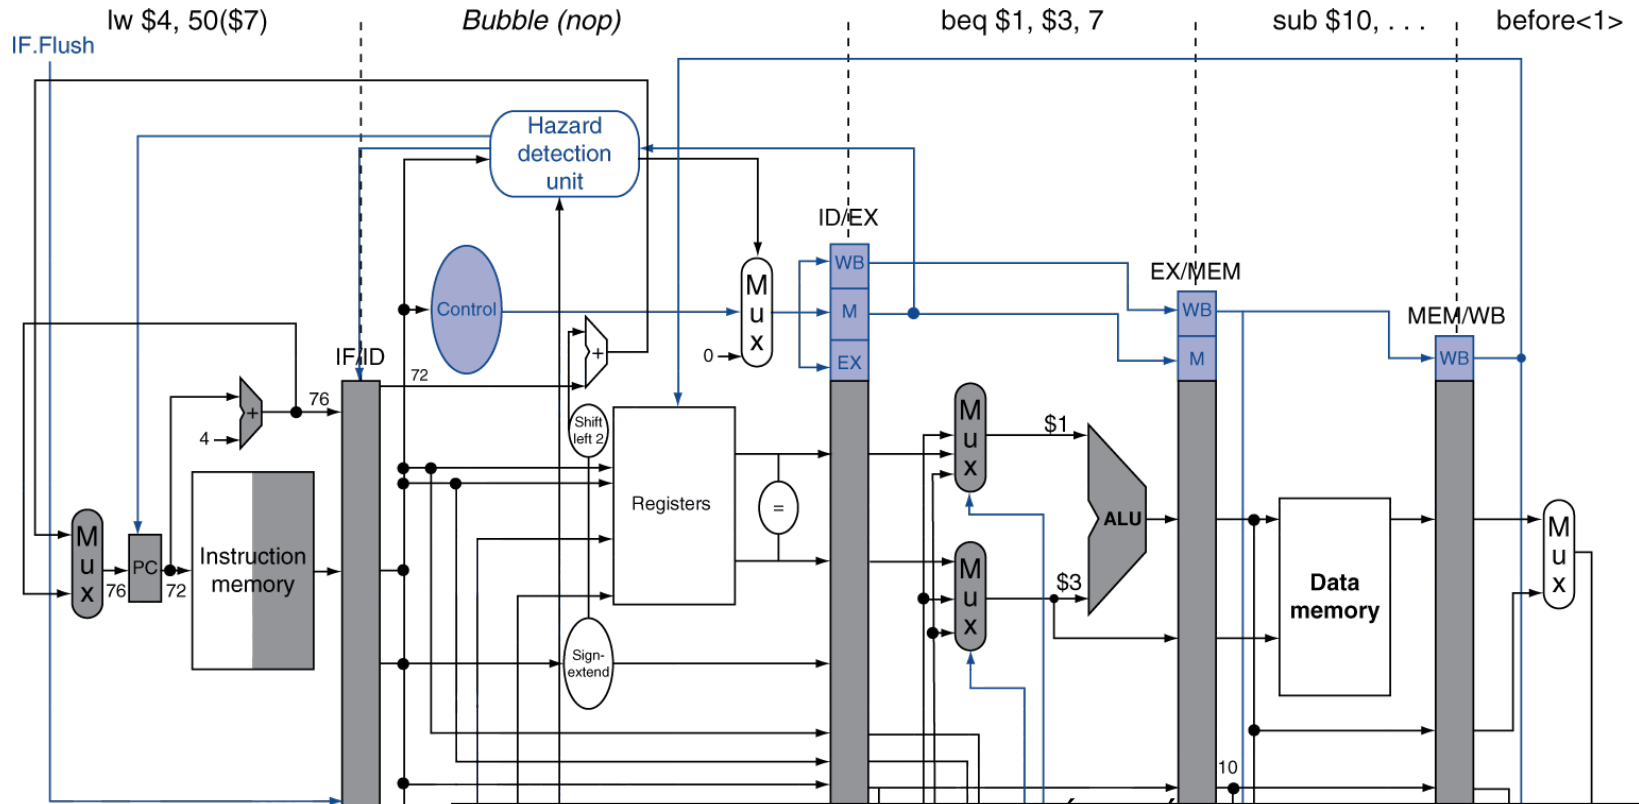 lw $4, 50($7)
Bubble (nop)
beq $1, $3, 7
sub $10, . . .
before<1>
IF.Flush
Hazard
detection
unit
ID/EX
WB
M
EX
EX/MEM
WB
M
MEM/WB
WB
Control
M
u
x
0
IF/ID
72
+
Shift
left 2
76
+
4
M
u
x
$1
Registers
=
ALU
M
u
x
76
PC
72
Instruction
memory
M
u
x
$3
Data
memory
M
u
x
Sign-
extend
10